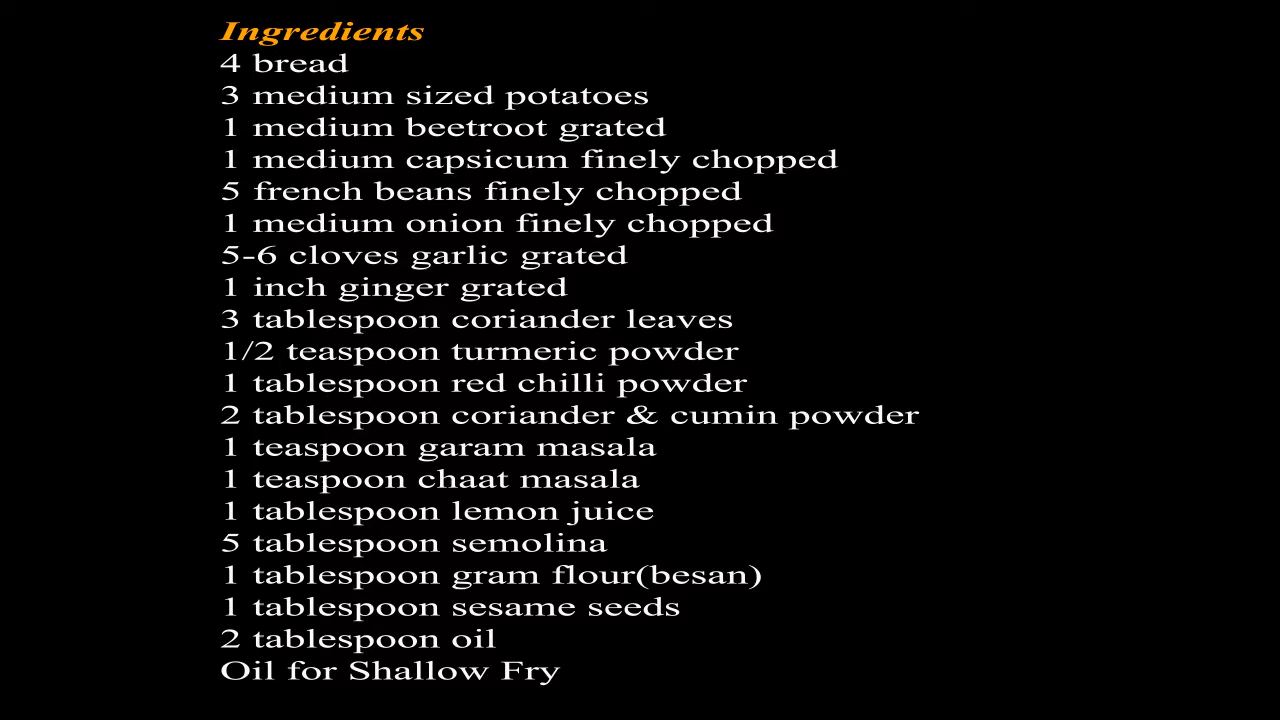 Ingredients
4 bread
3 medium sized potatoes
1 medium beetroot grated
1 medium capsicum finely chopped
5 french beans finely chopped
1 medium onion finely chopped
5-6 cloves garlic grated
1 inch ginger grated
3 tablespoon coriander leaves
1/2 teaspoon turmeric powder
1 tablespoon red chilli powder
2 tablespoon coriander & cumin powder
1 teaspoon garam masala
1 teaspoon chaat masala
1 tablespoon lemon juice
5 tablespoon semolina
1 tablespoon gram flour(besan)
1 tablespoon sesame seeds
2 tablespoon oil
Oil for Shallow Fry